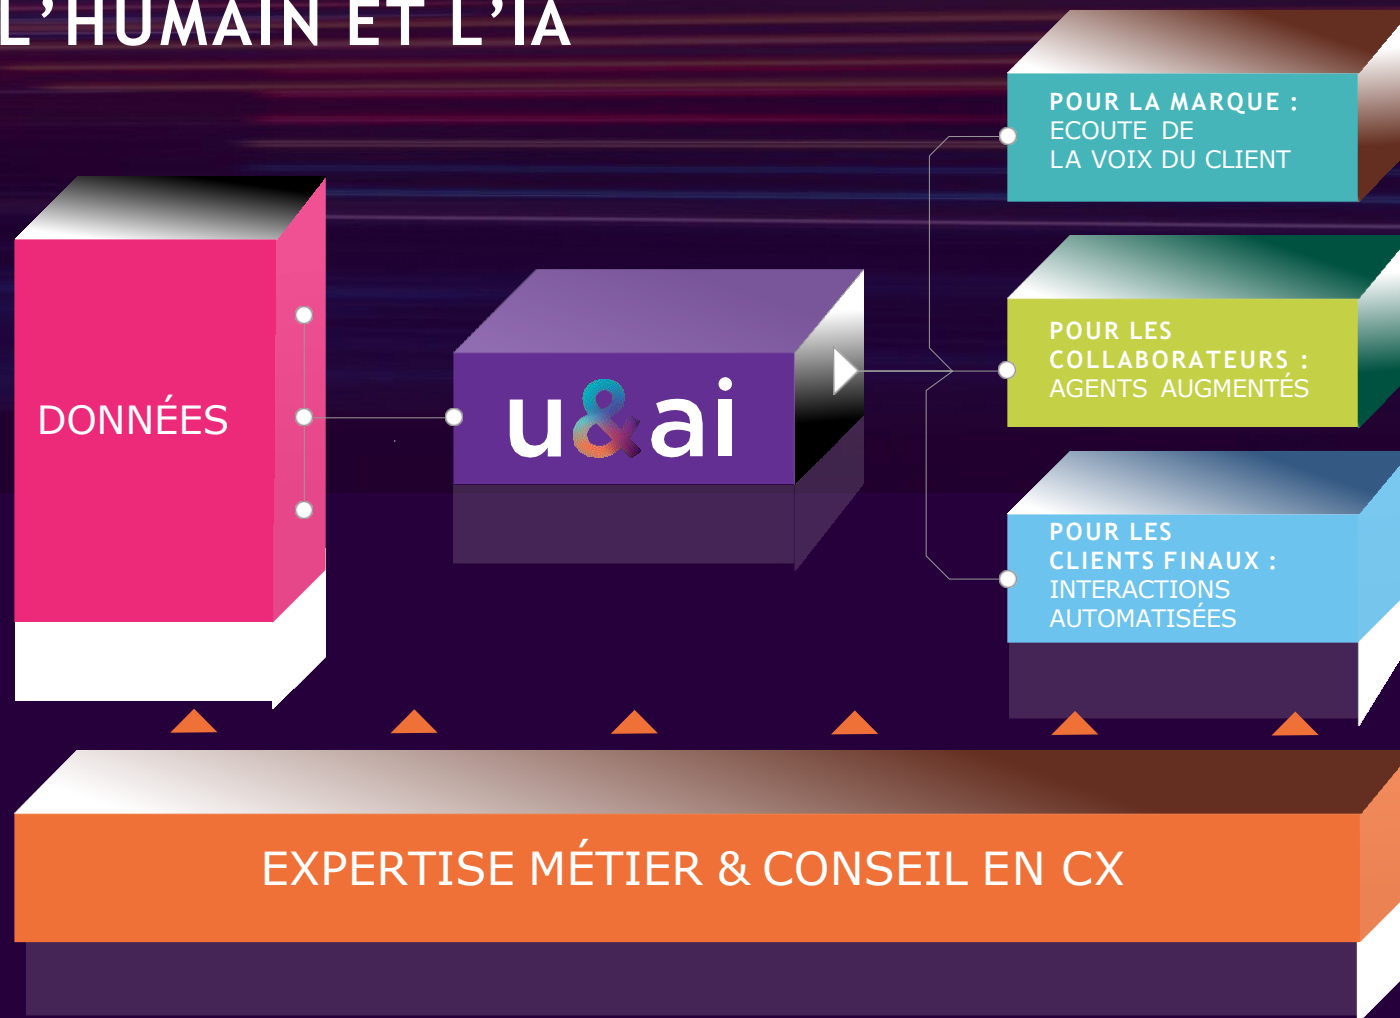 L'HUMAIN ET L'IA
POUR LA MARQUE :
ECOUTE DE
LA VOIX DU CLIENT
DONNÉES
u&ai
POUR LES
COLLABORATEURS :
AGENTS AUGMENTÉS
POUR LES
CLIENTS FINAUX :
INTERACTIONS
AUTOMATISÉES
EXPERTISE MÉTIER & CONSEIL EN CX